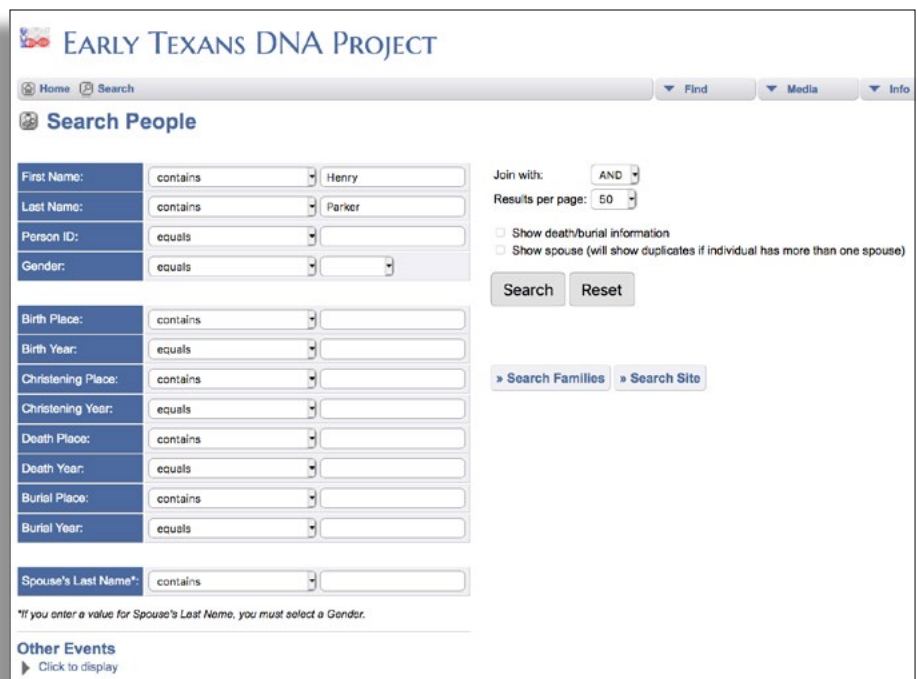 EARLY TEXANS DNA PROJECT
Home Search Find Media Info
Search People
First Name: contains Henry
Last Name: contains Parker
Person ID: equals
Gender: equals
Birth Place: contains
Birth Year: equals
Christening Place: contains
Christening Year: equals
Death Place: contains
Death Year: equals
Burial Place: contains
Burial Year: equals
Spouse's Last Name*: contains
*If you enter a value for Spouse's Last Name, you must select a Gender.
Other Events
Click to display
Join with: AND
Results per page: 50
Show death/burial information
Show spouse (will show duplicates if individual has more than one spouse)
Search Reset
» Search Families » Search Site